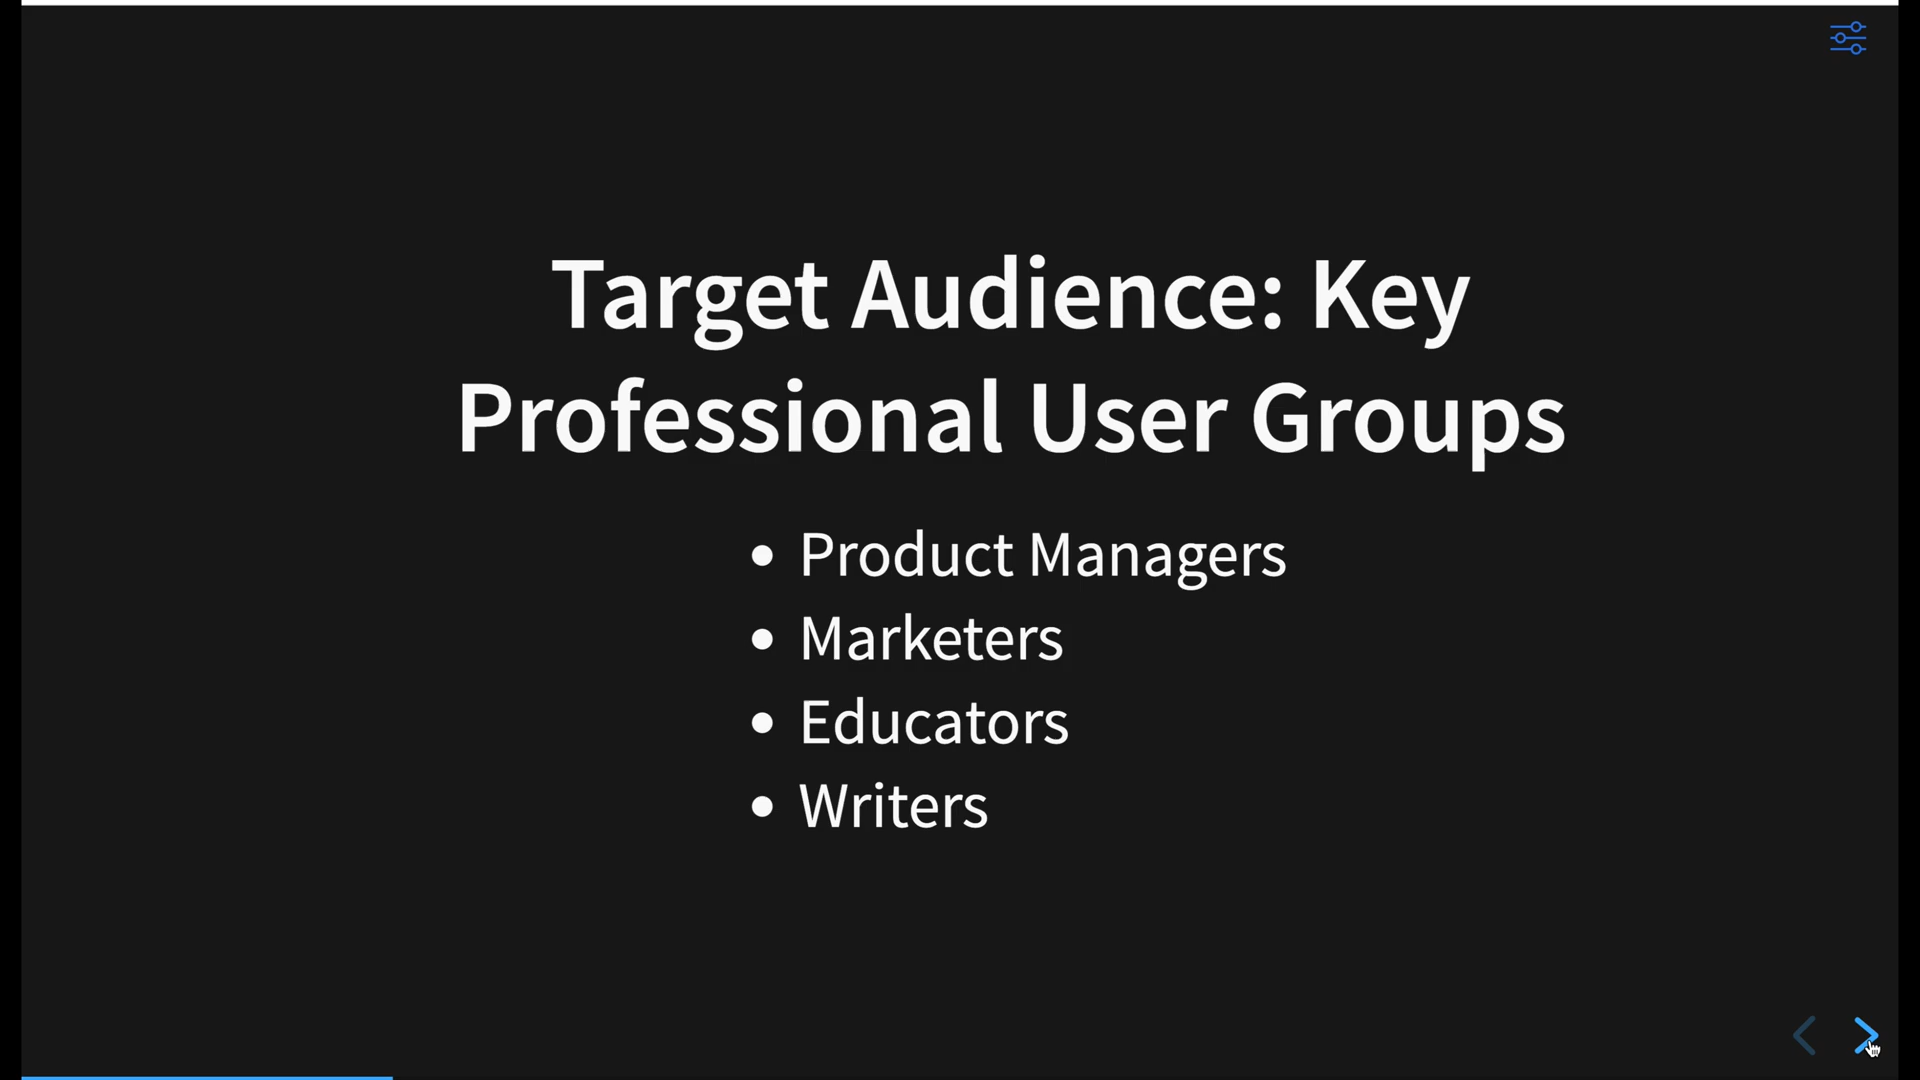 Target Audience: Key
Professional User Groups
• Product Managers
• Marketers
• Educators
• Writers